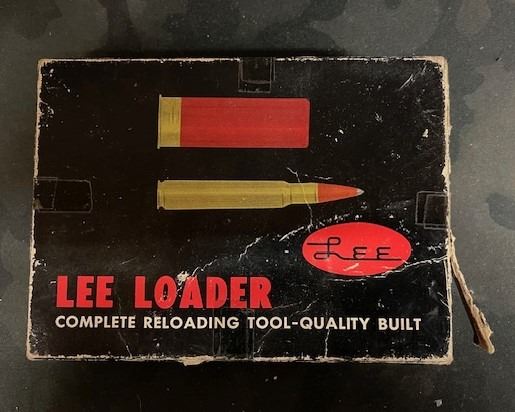 LEE
LEE LOADER
COMPLETE RELOADING TOOL-QUALITY BUILT